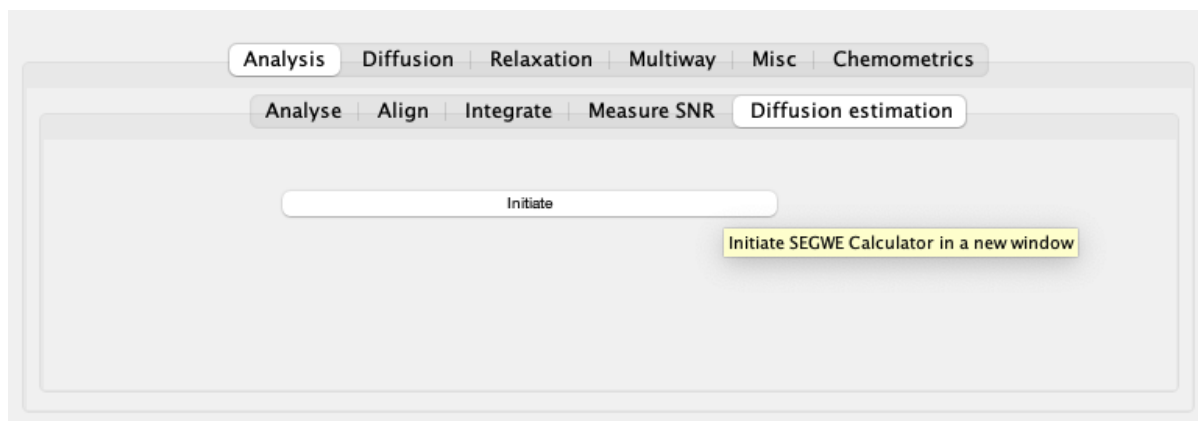 Analysis Diffusion Relaxation Multiway Misc Chemometrics
Analyse Align Integrate Measure SNR Diffusion estimation
Initiate
Initiate SEGWE Calculator in a new window